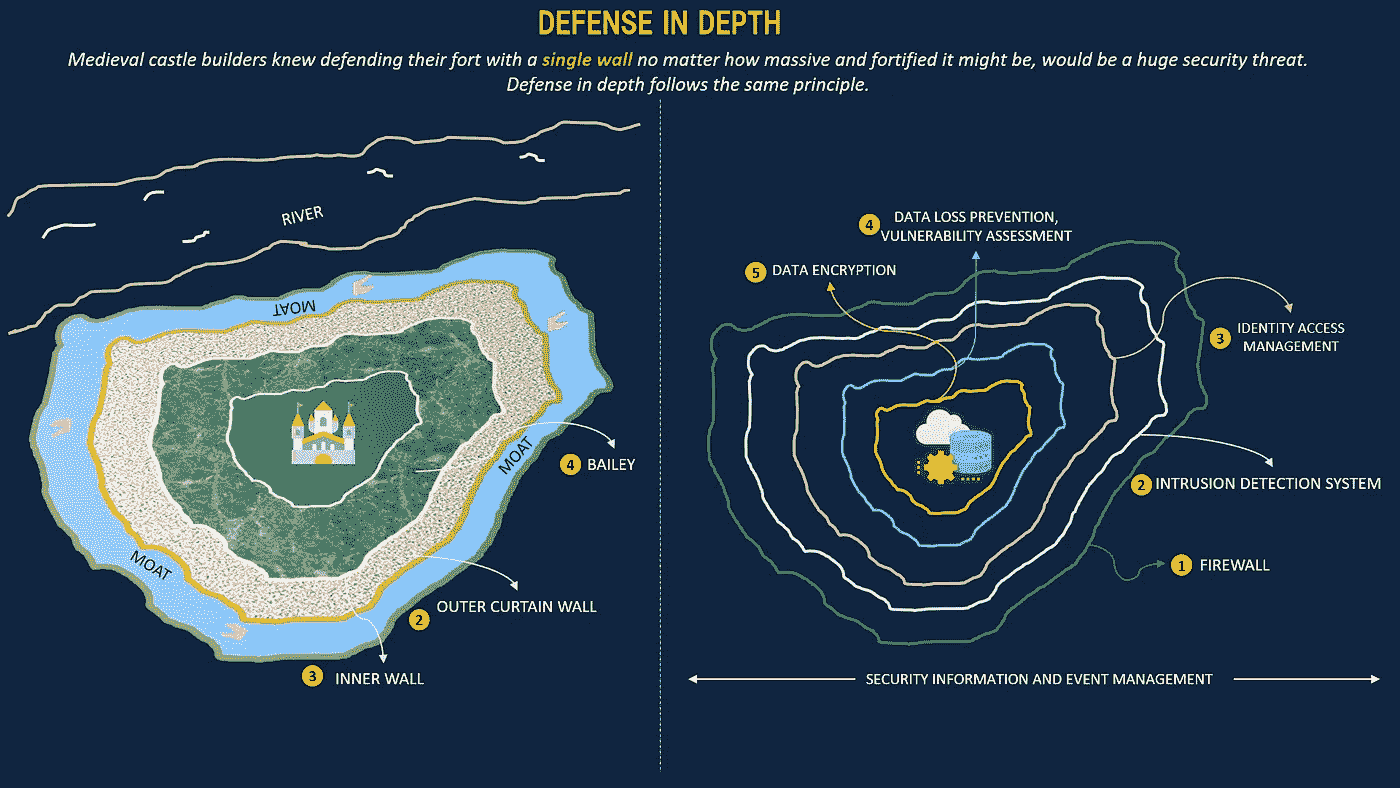 DEFENSE IN DEPTH
Medieval castle builders knew defending their fort with a single wall no matter how massive and fortified it might be, would be a huge security threat.
Defense in depth follows the same principle.
RIVER
MOAT
MOAT
MOAT
4 BAILEY
2 OUTER CURTAIN WALL
3 INNER WALL
4 DATA LOSS PREVENTION,
VULNERABILITY ASSESSMENT
5 DATA ENCRYPTION
3 IDENTITY ACCESS
MANAGEMENT
2 INTRUSION DETECTION SYSTEM
1 FIREWALL
SECURITY INFORMATION AND EVENT MANAGEMENT